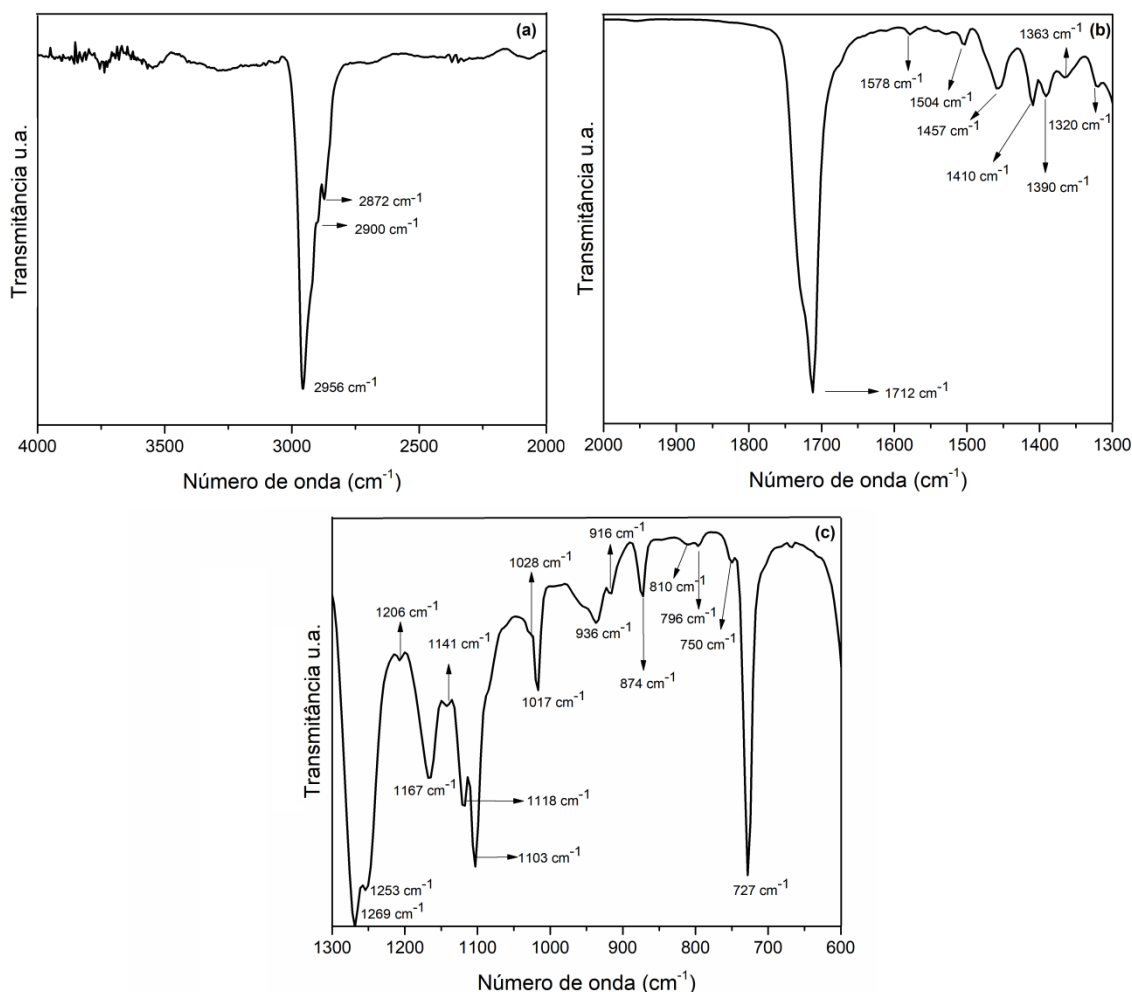 (a)
Transmitância u.a.
2872 cm⁻¹
2900 cm⁻¹
2956 cm⁻¹
4000 3500 3000 2500 2000
Número de onda (cm⁻¹)
(b)
Transmitância u.a.
1363 cm⁻¹
1578 cm⁻¹
1504 cm⁻¹
1457 cm⁻¹
1320 cm⁻¹
1410 cm⁻¹
1390 cm⁻¹
1712 cm⁻¹
2000 1900 1800 1700 1600 1500 1400 1300
Número de onda (cm⁻¹)
(c)
Transmitância u.a.
916 cm⁻¹
1028 cm⁻¹
1206 cm⁻¹
1141 cm⁻¹
810 cm⁻¹
796 cm⁻¹
936 cm⁻¹
750 cm⁻¹
874 cm⁻¹
1017 cm⁻¹
1167 cm⁻¹
1118 cm⁻¹
1103 cm⁻¹
1253 cm⁻¹
1269 cm⁻¹
727 cm⁻¹
1300 1200 1100 1000 900 800 700 600
Número de onda (cm⁻¹)